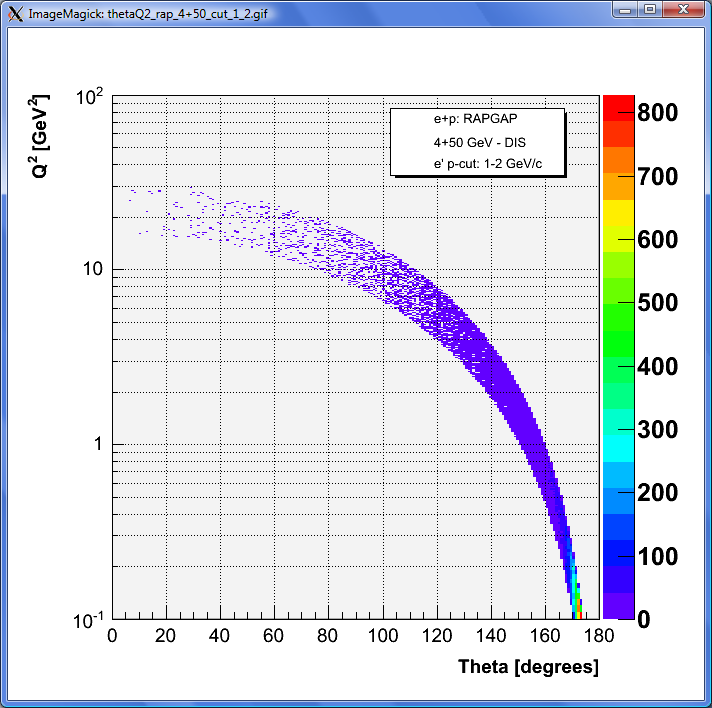 ImageMagick: thetaQ2_rap_4+50_cut_1_2.gif
Q² [GeV²]
10²
10
1
10⁻¹
e+p: RAPGAP
4+50 GeV - DIS
e' p-cut: 1-2 GeV/c
800
700
600
500
400
300
200
100
0
0 20 40 60 80 100 120 140 160 180
Theta [degrees]